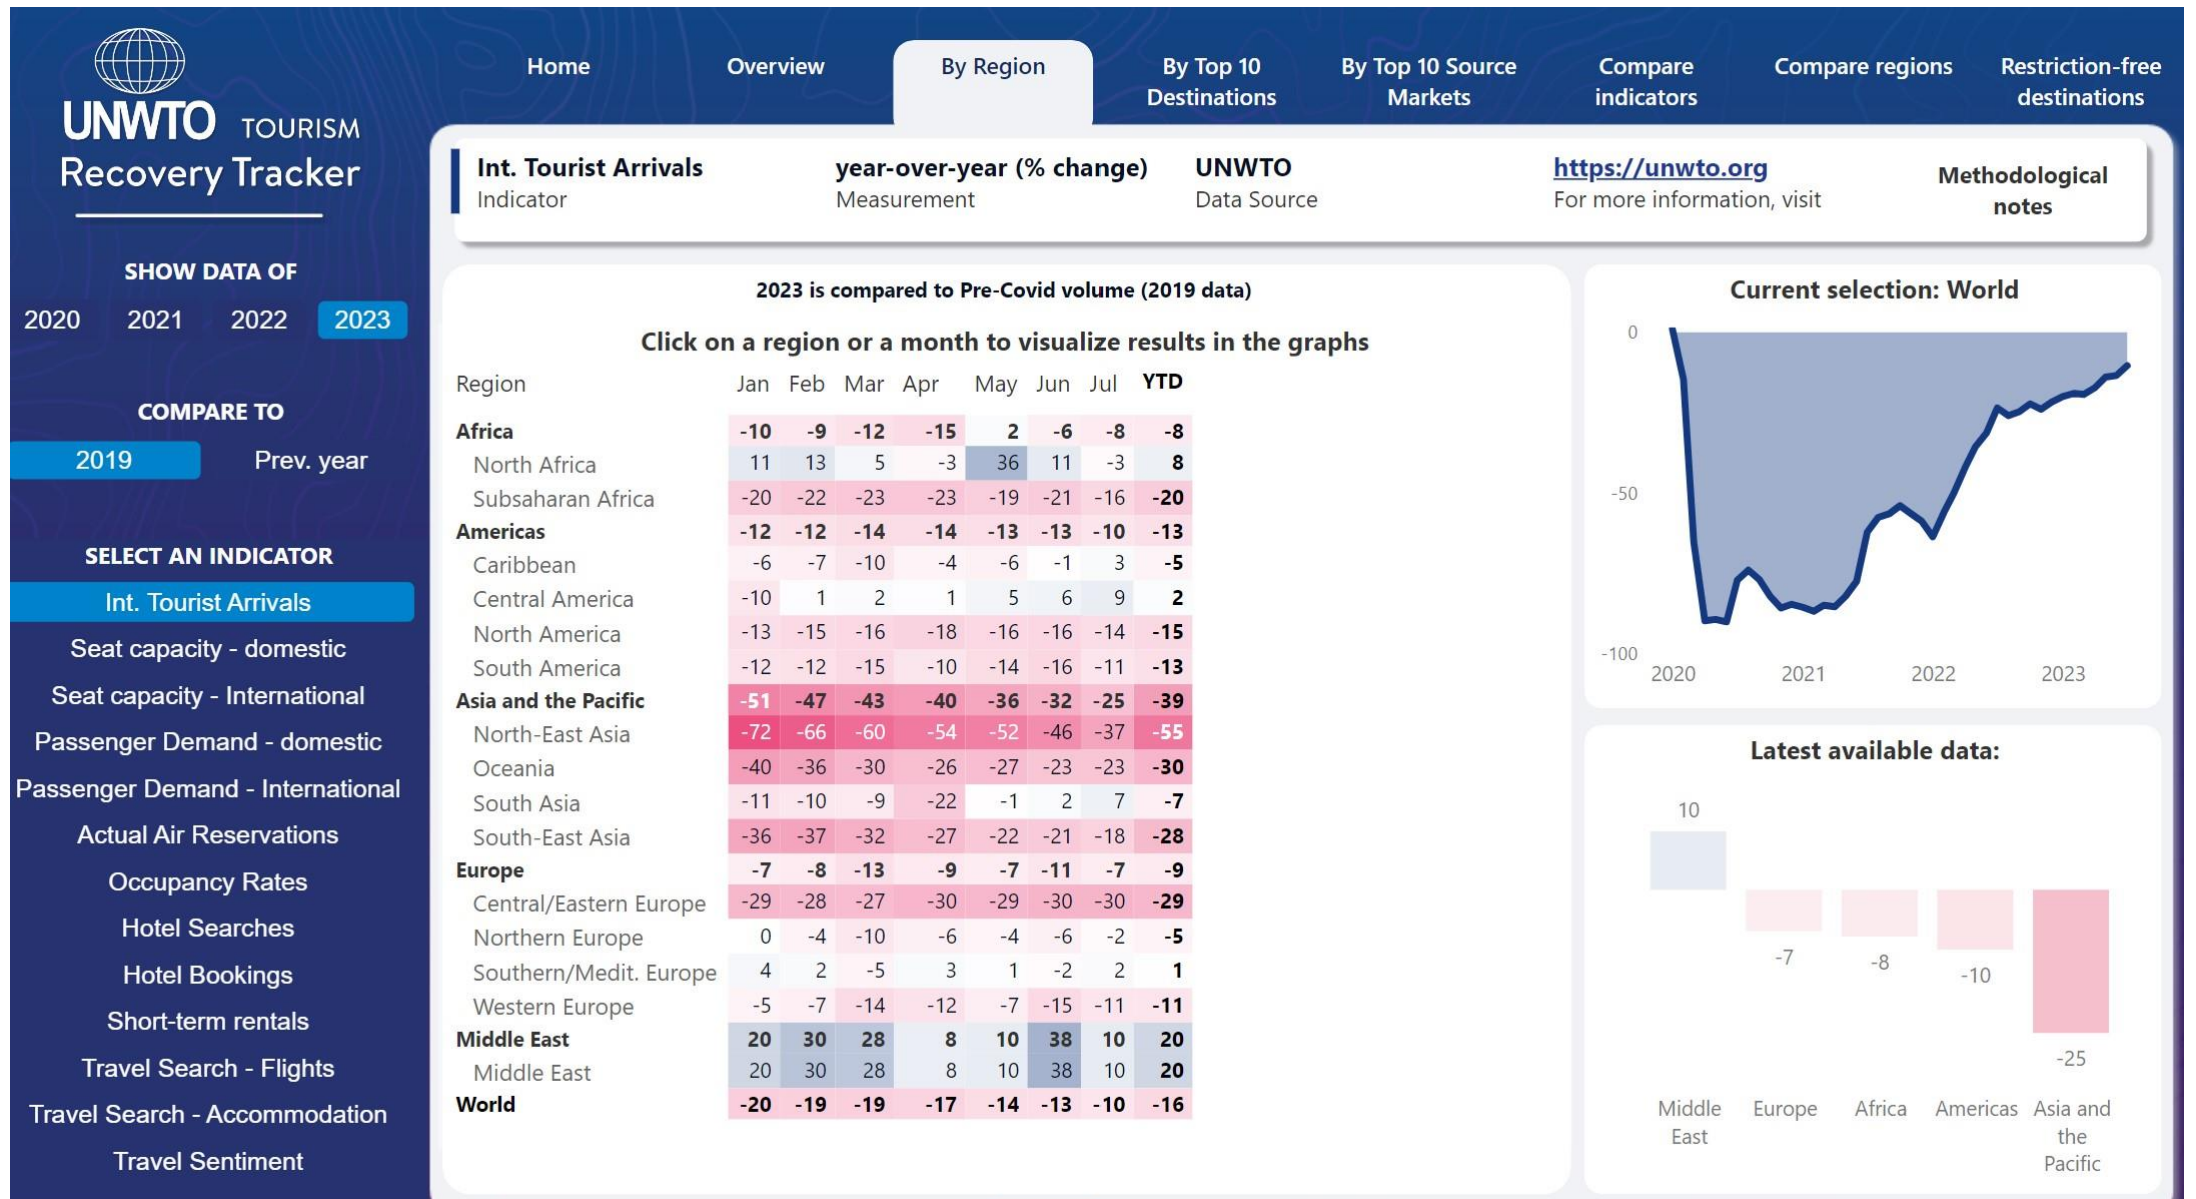 UNWTO TOURISM
Recovery Tracker
SHOW DATA OF
2020 2021 2022 2023
COMPARE TO
2019 Prev. year
SELECT AN INDICATOR
Int. Tourist Arrivals
Seat capacity - domestic
Seat capacity - International
Passenger Demand - domestic
Passenger Demand - International
Actual Air Reservations
Occupancy Rates
Hotel Searches
Hotel Bookings
Short-term rentals
Travel Search - Flights
Travel Search - Accommodation
Travel Sentiment
Home Overview By Region By Top 10 By Top 10 Source Compare Compare regions Restriction-free
Destinations Markets indicators destinations
Int. Tourist Arrivals year-over-year (% change) UNWTO https://unwto.org Methodological
Indicator Measurement Data Source For more information, visit notes
2023 is compared to Pre-Covid volume (2019 data)
Click on a region or a month to visualize results in the graphs
Region Jan Feb Mar Apr May Jun Jul YTD
Africa -10 -9 -12 -15 2 -6 -8 -8
North Africa 11 13 5 -3 36 11 -3 8
Subsaharan Africa -20 -22 -23 -23 -19 -21 -16 -20
Americas -12 -12 -14 -14 -13 -13 -10 -13
Caribbean -6 -7 -10 -4 -6 -1 3 -5
Central America -10 1 2 1 5 6 9 2
North America -13 -15 -16 -18 -16 -16 -14 -15
South America -12 -12 -15 -10 -14 -16 -11 -13
Asia and the Pacific -51 -47 -43 -40 -36 -32 -25 -39
North-East Asia -72 -66 -60 -54 -52 -46 -37 -55
Oceania -40 -36 -30 -26 -27 -23 -23 -30
South Asia -11 -10 -9 -22 -1 2 7 -7
South-East Asia -36 -37 -32 -27 -22 -21 -18 -28
Europe -7 -8 -13 -9 -7 -11 -7 -9
Central/Eastern Europe -29 -28 -27 -30 -29 -30 -30 -29
Northern Europe 0 -4 -10 -6 -4 -6 -2 -5
Southern/Medit. Europe 4 2 -5 3 1 -2 2 1
Western Europe -5 -7 -14 -12 -7 -15 -11 -11
Middle East 20 30 28 8 10 38 10 20
Middle East 20 30 28 8 10 38 10 20
World -20 -19 -19 -17 -14 -13 -10 -16
Current selection: World
0
-50
-100
2020 2021 2022 2023
Latest available data:
10
-7
-8
-10
-25
Middle Europe Africa Americas Asia and
East the
Pacific